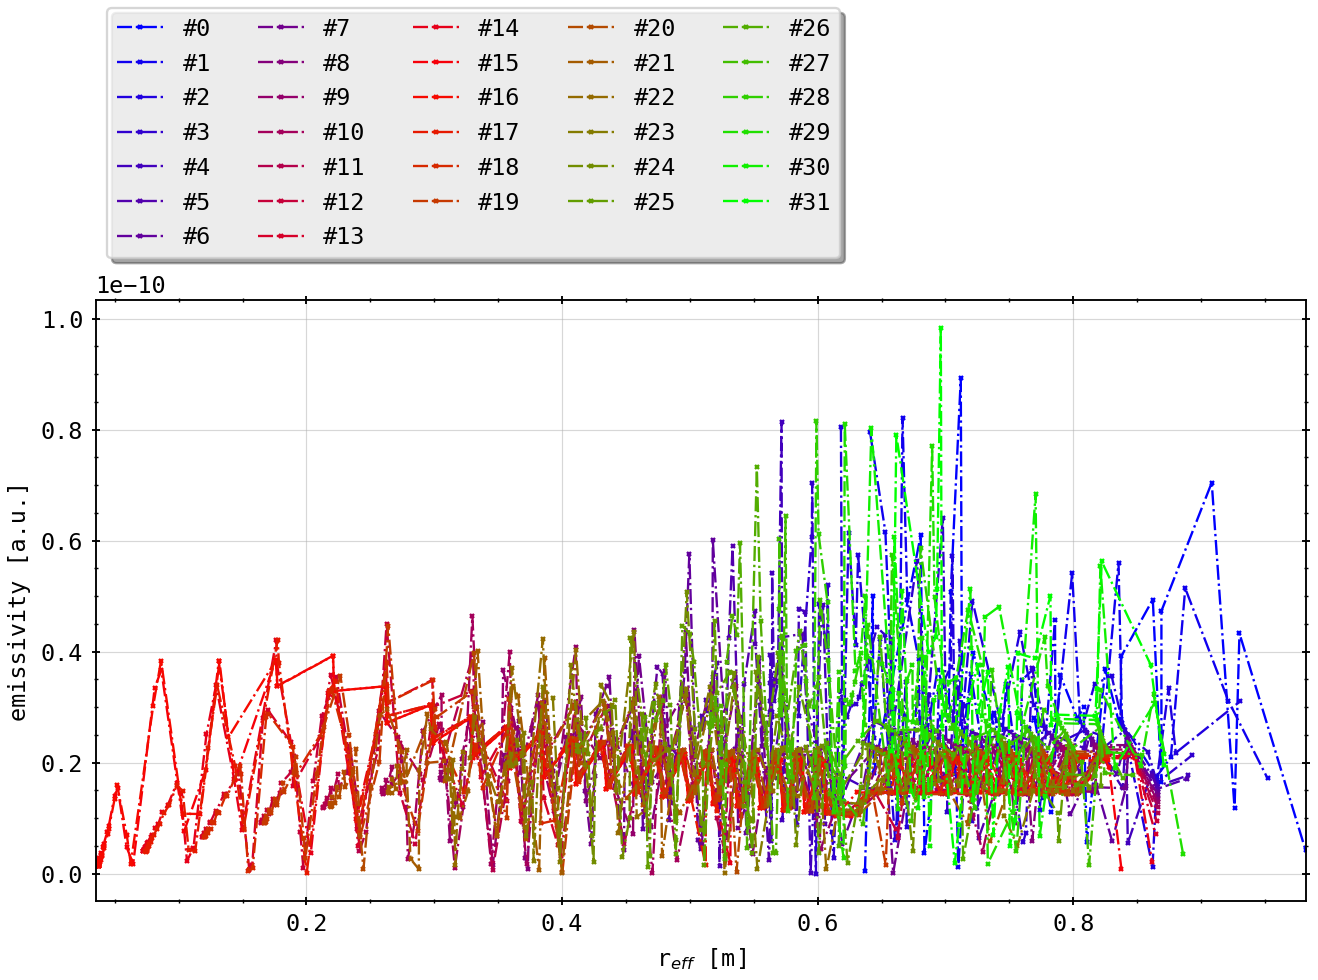 #0 #7 #14 #20 #26
#1 #8 #15 #21 #27
#2 #9 #16 #22 #28
#3 #10 #17 #23 #29
#4 #11 #18 #24 #30
#5 #12 #19 #25 #31
#6 #13
1e−10
1.0
0.8
0.6
0.4
0.2
0.0
emissivity [a.u.]
0.2 0.4 0.6 0.8
r_eff [m]